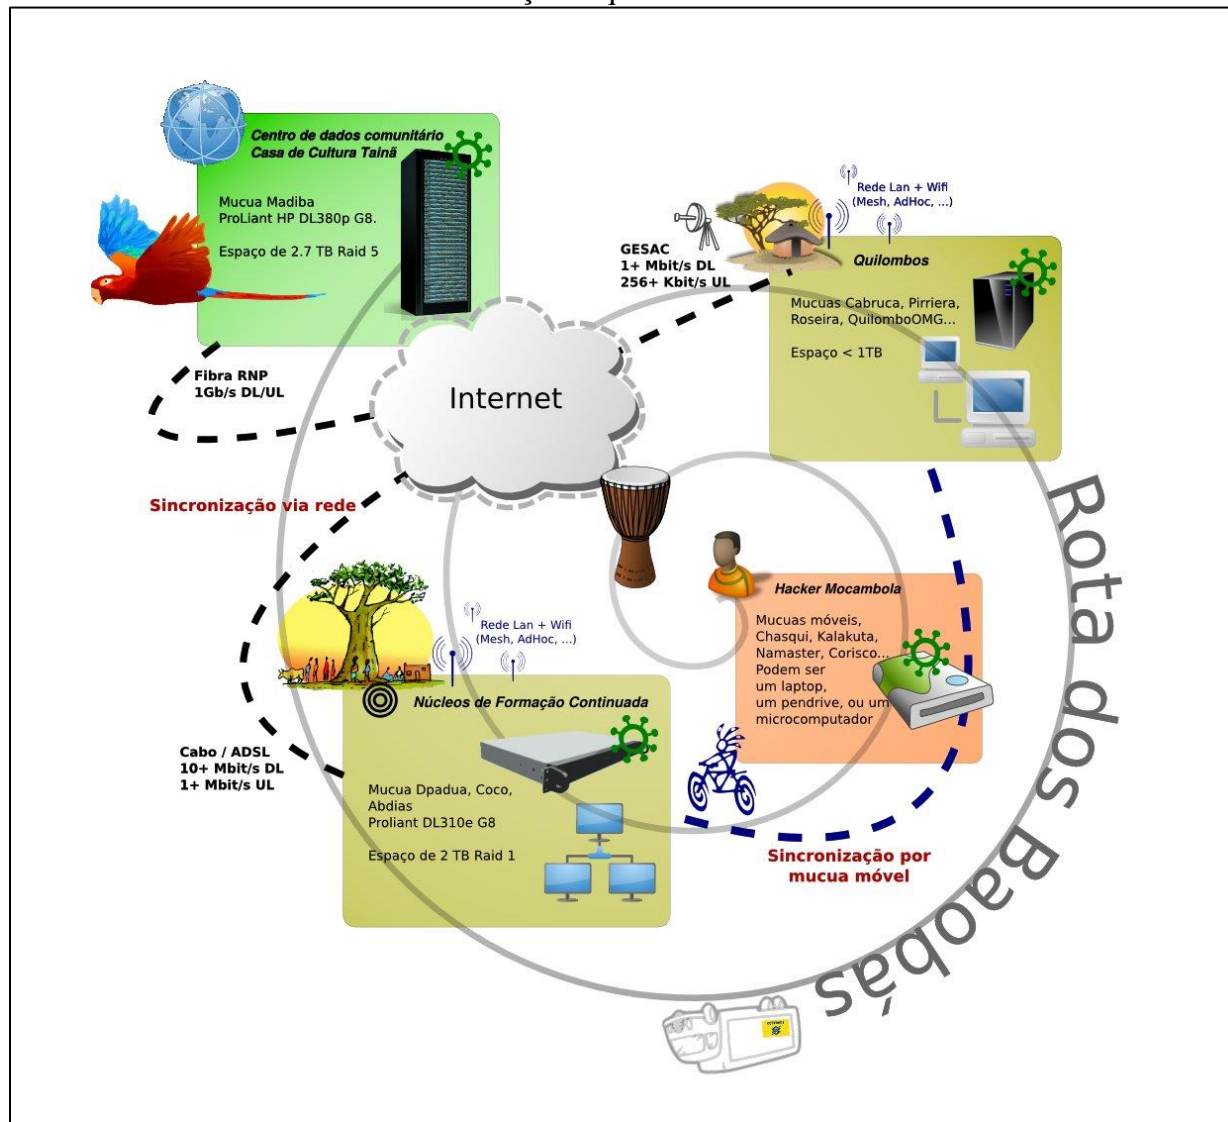 Centro de dados comunitário
Casa de Cultura Tainã
Mucua Madiba
ProLiant HP DL380p G8.
Espaço de 2.7 TB Raid 5
Fibra RNP
1Gb/s DL/UL
Rede Lan + Wifi
(Mesh, AdHoc, ...)
GESAC
1+ Mbit/s DL
256+ Kbit/s UL
Quilombos
Mucuas Cabruca, Pirriera,
Roseira, QuilomboOMG...
Espaço < 1TB
Internet
Sincronização via rede
Rota dos Baobás
Hacker Mocambola
Mucuas móveis,
Chasqui, Kalakuta,
Namaster, Corisco...
Podem ser
um laptop,
um pendrive, ou um
microcomputador
Rede Lan + Wifi
(Mesh, AdHoc, ...)
Núcleos de Formação Continuada
Cabo / ADSL
10+ Mbit/s DL
1+ Mbit/s UL
Mucua Dpadua, Coco,
Abdias
Proliant DL310e G8
Espaço de 2 TB Raid 1
Sincronização por
mucua móvel